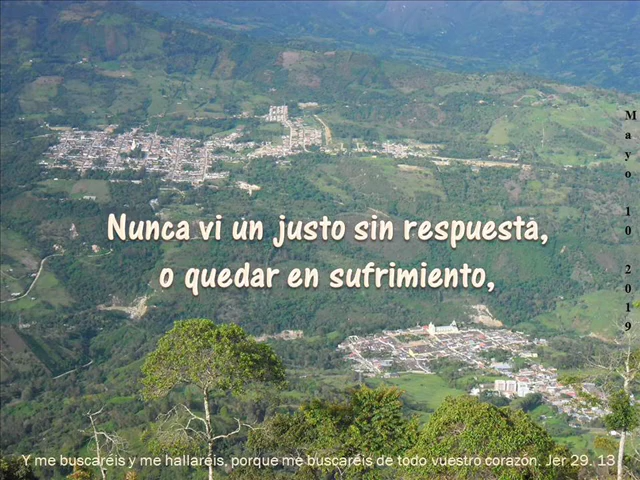 Nunca vi un justo sin respuesta,
o quedar en sufrimiento,
Mayo 10 2019
Y me buscaréis y me hallaréis, porque me buscaréis de todo vuestro corazón. Jer 29. 13